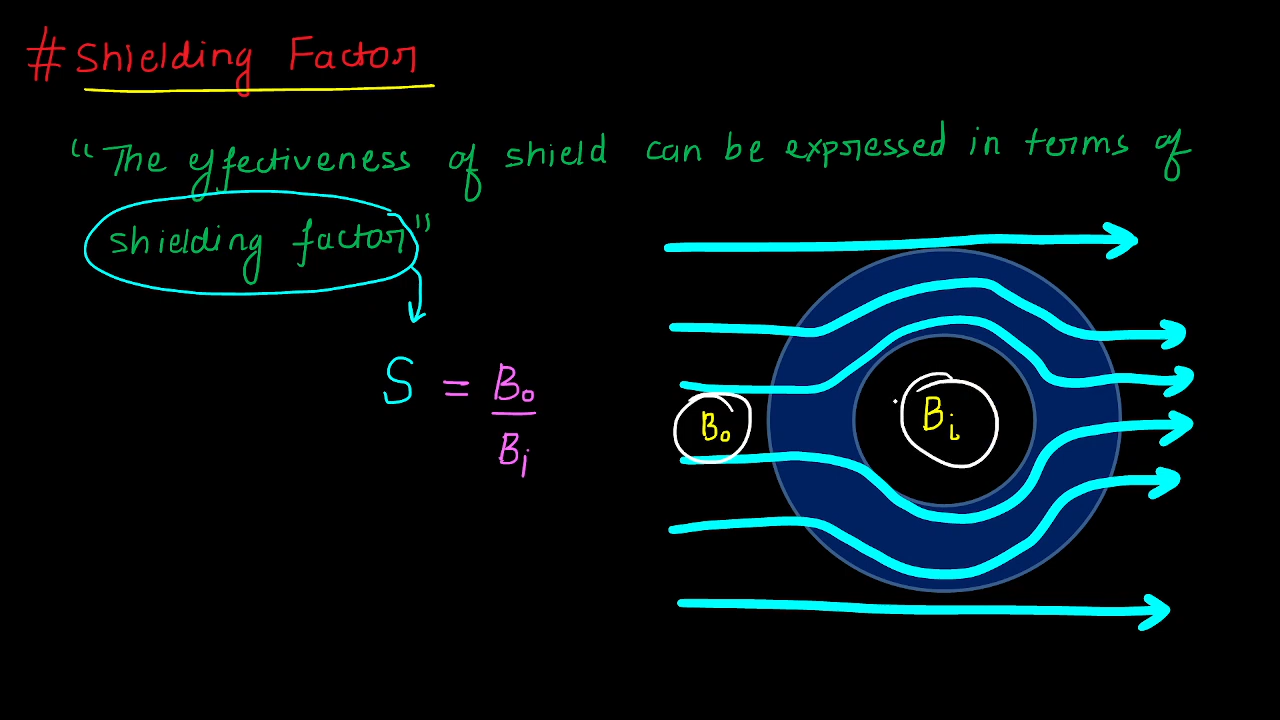 # Shielding Factor
"The effectiveness of shield can be expressed in terms of
shielding factor"
S = B₀/Bᵢ
B₀
Bᵢ